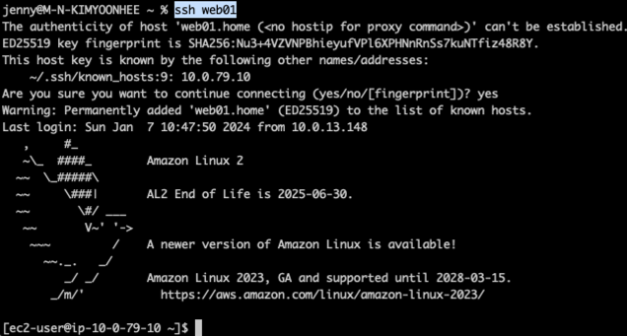 jenny@M-N-KIMYOONHEE ~ % ssh web01
The authenticity of host 'web01.home (<no hostip for proxy command>)' can't be established.
ED25519 key fingerprint is SHA256:Nu3+4VZVNPBhieyufVPl6XPHNnRnSs7kuNTfiz48R8Y.
This host key is known by the following other names/addresses:
    ~/.ssh/known_hosts:9: 10.0.79.10
Are you sure you want to continue connecting (yes/no/[fingerprint])? yes
Warning: Permanently added 'web01.home' (ED25519) to the list of known hosts.
Last login: Sun Jan  7 10:47:50 2024 from 10.0.13.148
   ,     #_
   ~\_  ####_        Amazon Linux 2
  ~~  \_#####\
  ~~     \###|       AL2 End of Life is 2025-06-30.
  ~~       \#/ ___
   ~~       V~' '->
    ~~~         /    A newer version of Amazon Linux is available!
      ~~._.   _/
         _/ _/       Amazon Linux 2023, GA and supported until 2028-03-15.
       _/m/'           https://aws.amazon.com/linux/amazon-linux-2023/
[ec2-user@ip-10-0-79-10 ~]$